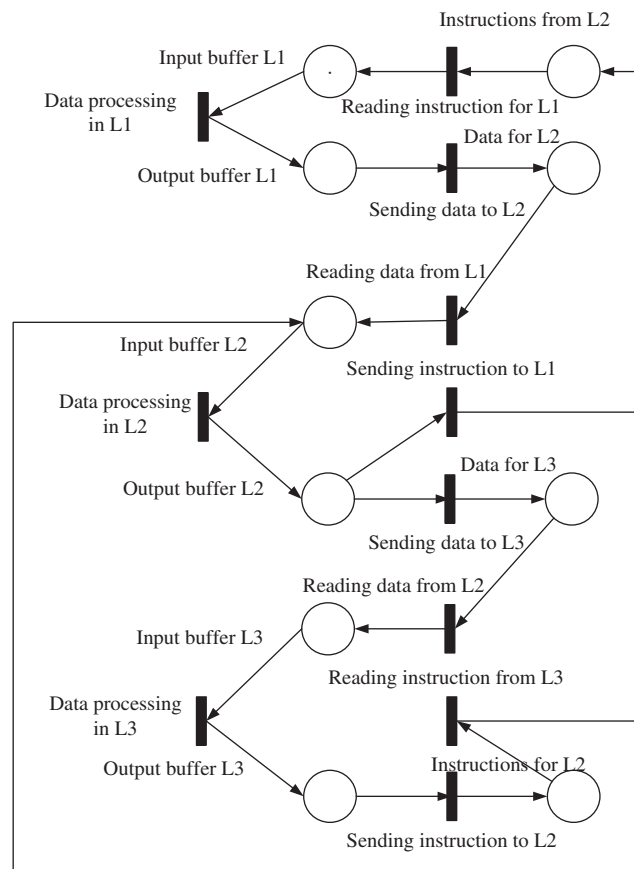 Instructions from L2
Input buffer L1
Data processing
in L1
Reading instruction for L1
Data for L2
Output buffer L1
Sending data to L2
Reading data from L1
Input buffer L2
Sending instruction to L1
Data processing
in L2
Data for L3
Output buffer L2
Sending data to L3
Reading data from L2
Input buffer L3
Reading instruction from L3
Data processing
in L3
Output buffer L3
Instructions for L2
Sending instruction to L2